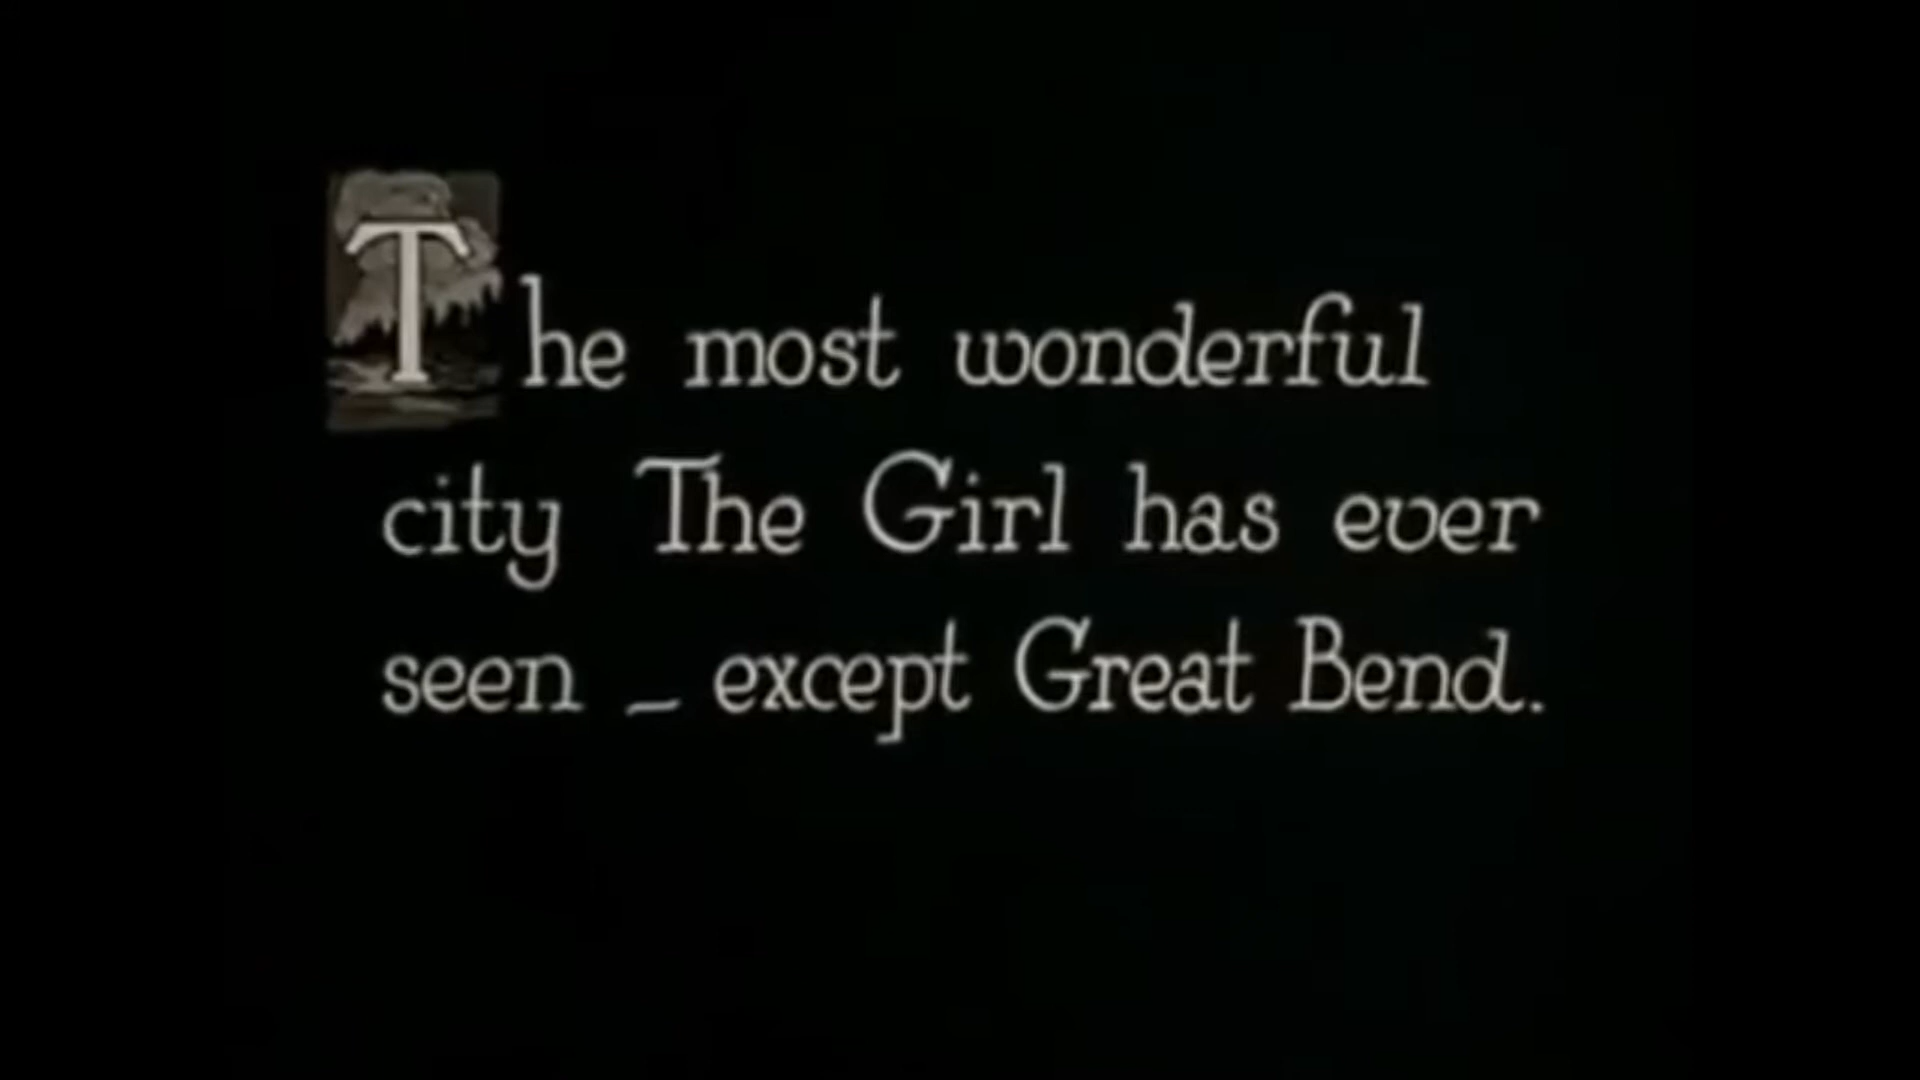 The most wonderful
city The Girl has ever
seen – except Great Bend.